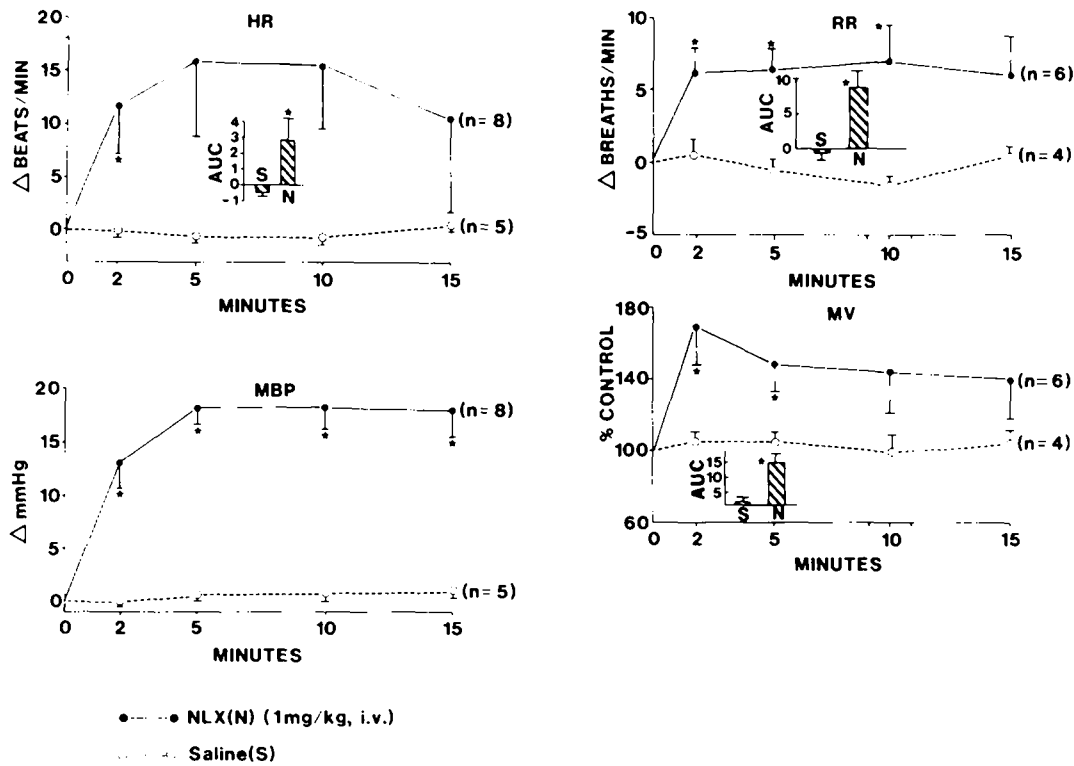 HR
△ BEATS/MIN
20
15
10
5
0
AUC
4
3
2
1
0
-1
S
*
N
*
(n=8)
(n=5)
0 2 5 10 15
MINUTES
RR
△ BREATHS/MIN
10
5
0
-5
* * *
AUC
10
5
0
S
*
N
(n=6)
(n=4)
0 2 5 10 15
MINUTES
MBP
△ mmHg
20
15
10
5
0
* * * *
(n=8)
(n=5)
0 2 5 10 15
MINUTES
MV
% CONTROL
180
140
100
60
* *
AUC
15
10
5
*
S N
(n=6)
(n=4)
0 2 5 10 15
MINUTES
NLX(N) (1mg/kg, i.v.)
Saline(S)